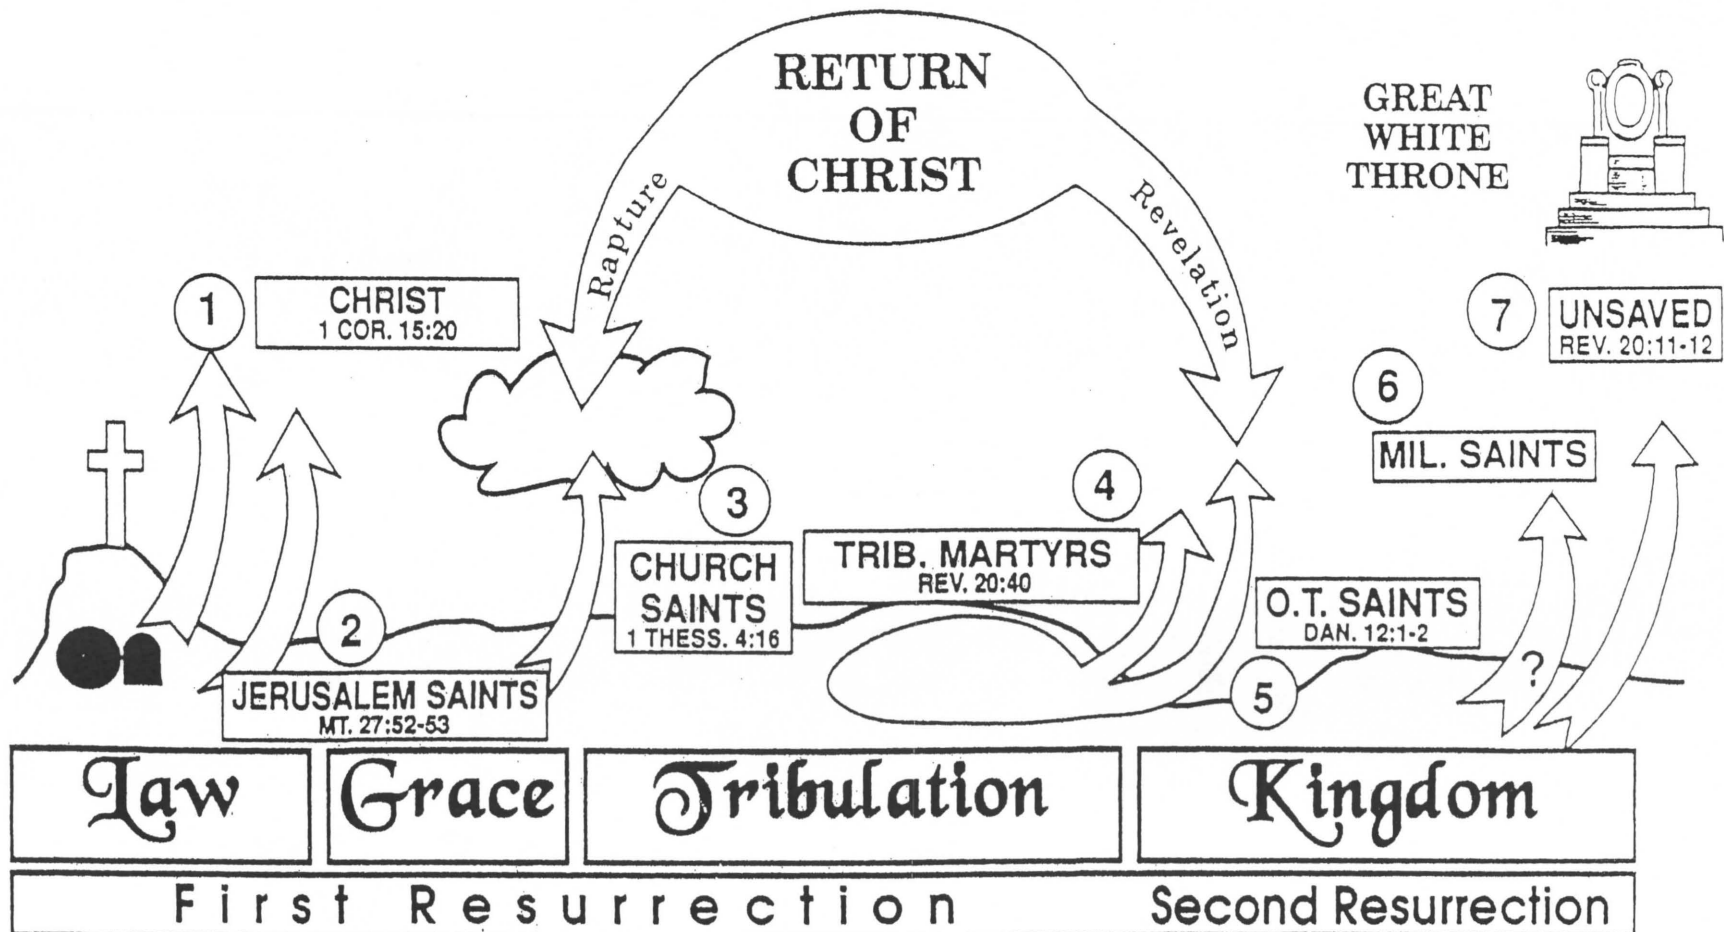 RETURN
OF
CHRIST
Rapture
Revelation
GREAT
WHITE
THRONE
1
CHRIST
1 COR. 15:20
2
JERUSALEM SAINTS
MT. 27:52-53
3
CHURCH
SAINTS
1 THESS. 4:16
4
TRIB. MARTYRS
REV. 20:40
5
O.T. SAINTS
DAN. 12:1-2
6
MIL. SAINTS
?
7
UNSAVED
REV. 20:11-12
Law
Grace
Tribulation
Kingdom
First Resurrection
Second Resurrection